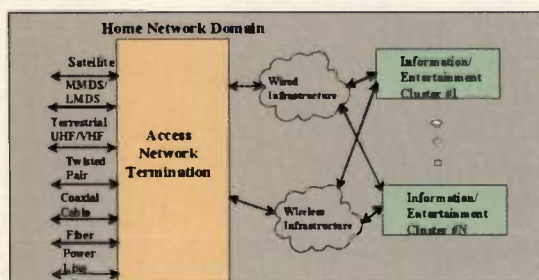 Home Network Domain
Satellite
MMDS/
LMDS
Terrestrial
UHF/VHF
Twisted
Pair
Coaxial
Cable
Fiber
Power
Line
Access
Network
Termination
Wired
Infrastructure
Wireless
Infrastructure
Information/
Entertainment
Cluster #1
Information/
Entertainment
Cluster #N